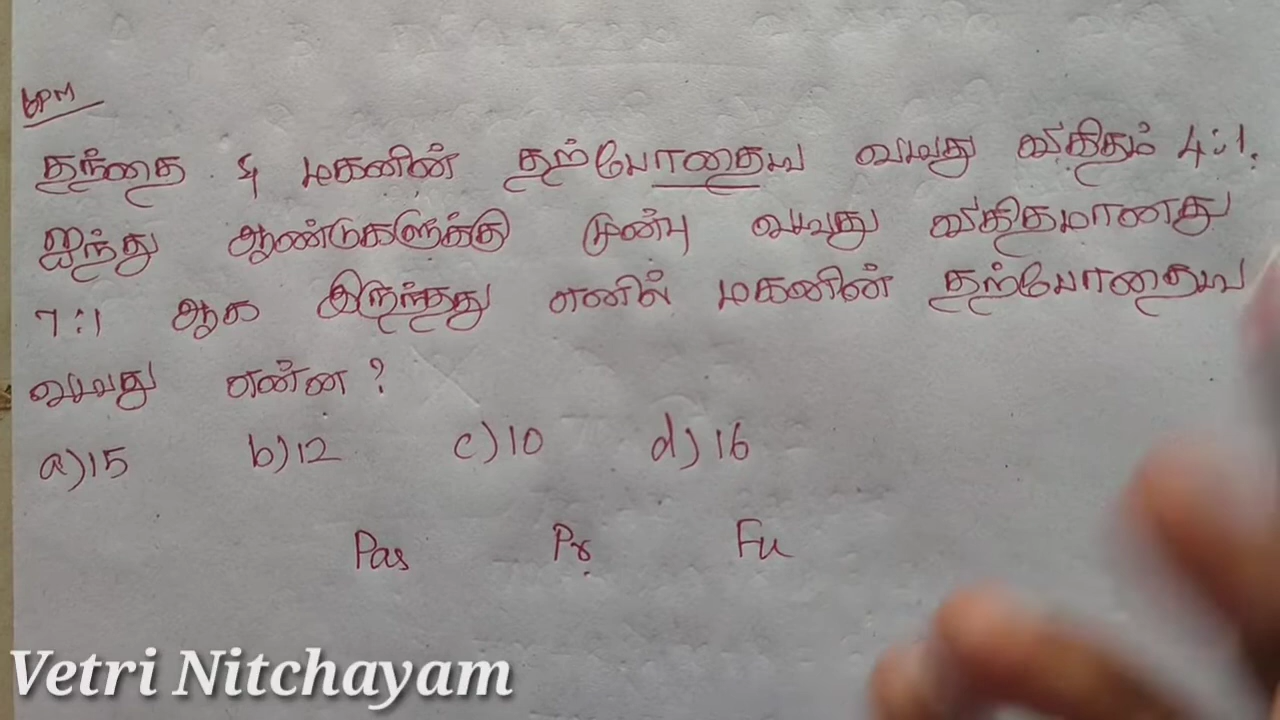 6PM
தந்தை & மகனின் தற்போதைய வயது விகிதம் 4:1.
ஐந்து ஆண்டுகளுக்கு முன்பு வயது விகிதமானது
7:1 ஆக இருந்தது எனில் மகனின் தற்போதைய
வயது என்ன?
a) 15 b) 12 c) 10 d) 16
Pas Pr Fu
Vetri Nitchayam